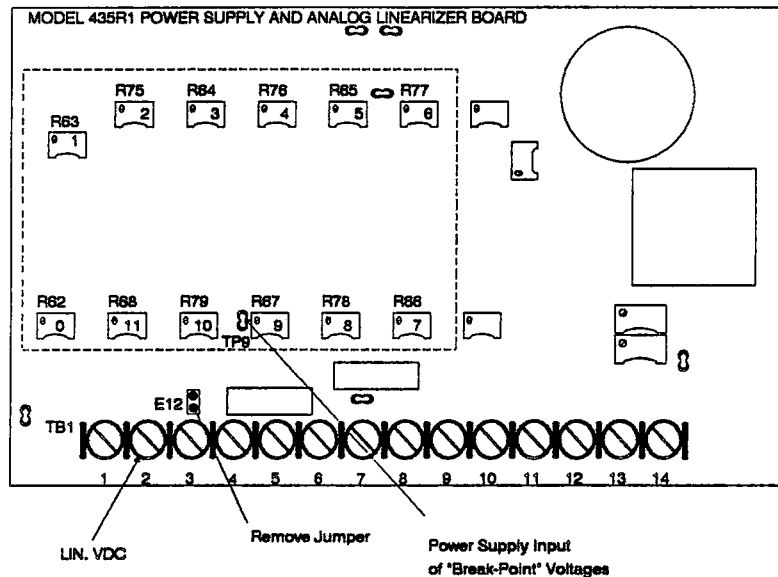 MODEL 435R1 POWER SUPPLY AND ANALOG LINEARIZER BOARD
R75 R64 R76 R65 R77
2 3 4 5 6
R63
1
R62 R68 R79 R67 R78 R66
0 11 10 9 8 7
TP9
E12
TB1
1 2 3 4 5 6 7 8 9 10 11 12 13 14
LIN. VDC
Remove Jumper
Power Supply Input
of "Break-Point" Voltages